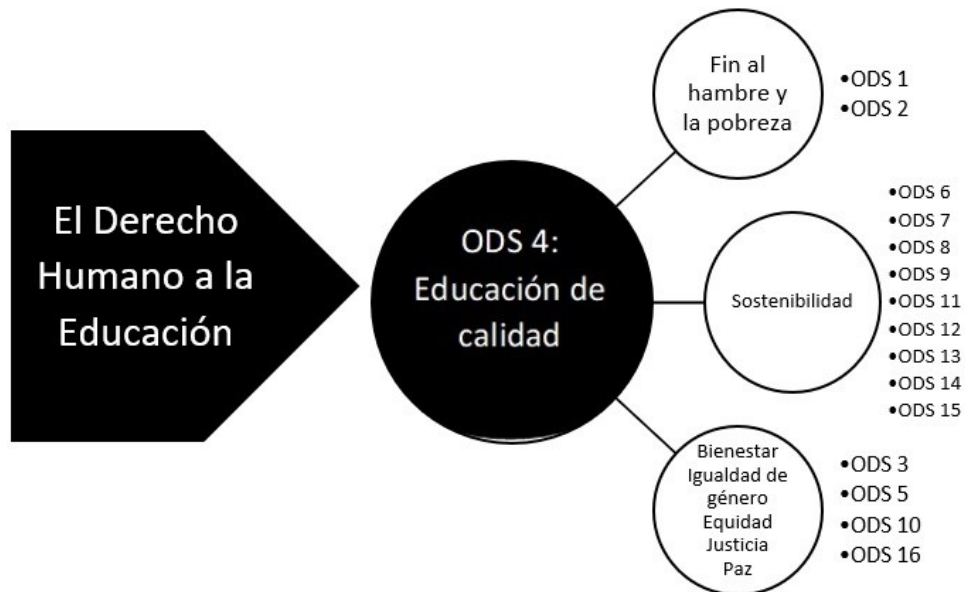 El Derecho
Humano a la
Educación
ODS 4:
Educación de
calidad
Fin al
hambre y
la pobreza
•ODS 1
•ODS 2
Sostenibilidad
•ODS 6
•ODS 7
•ODS 8
•ODS 9
•ODS 11
•ODS 12
•ODS 13
•ODS 14
•ODS 15
Bienestar
Igualdad de
género
Equidad
Justicia
Paz
•ODS 3
•ODS 5
•ODS 10
•ODS 16